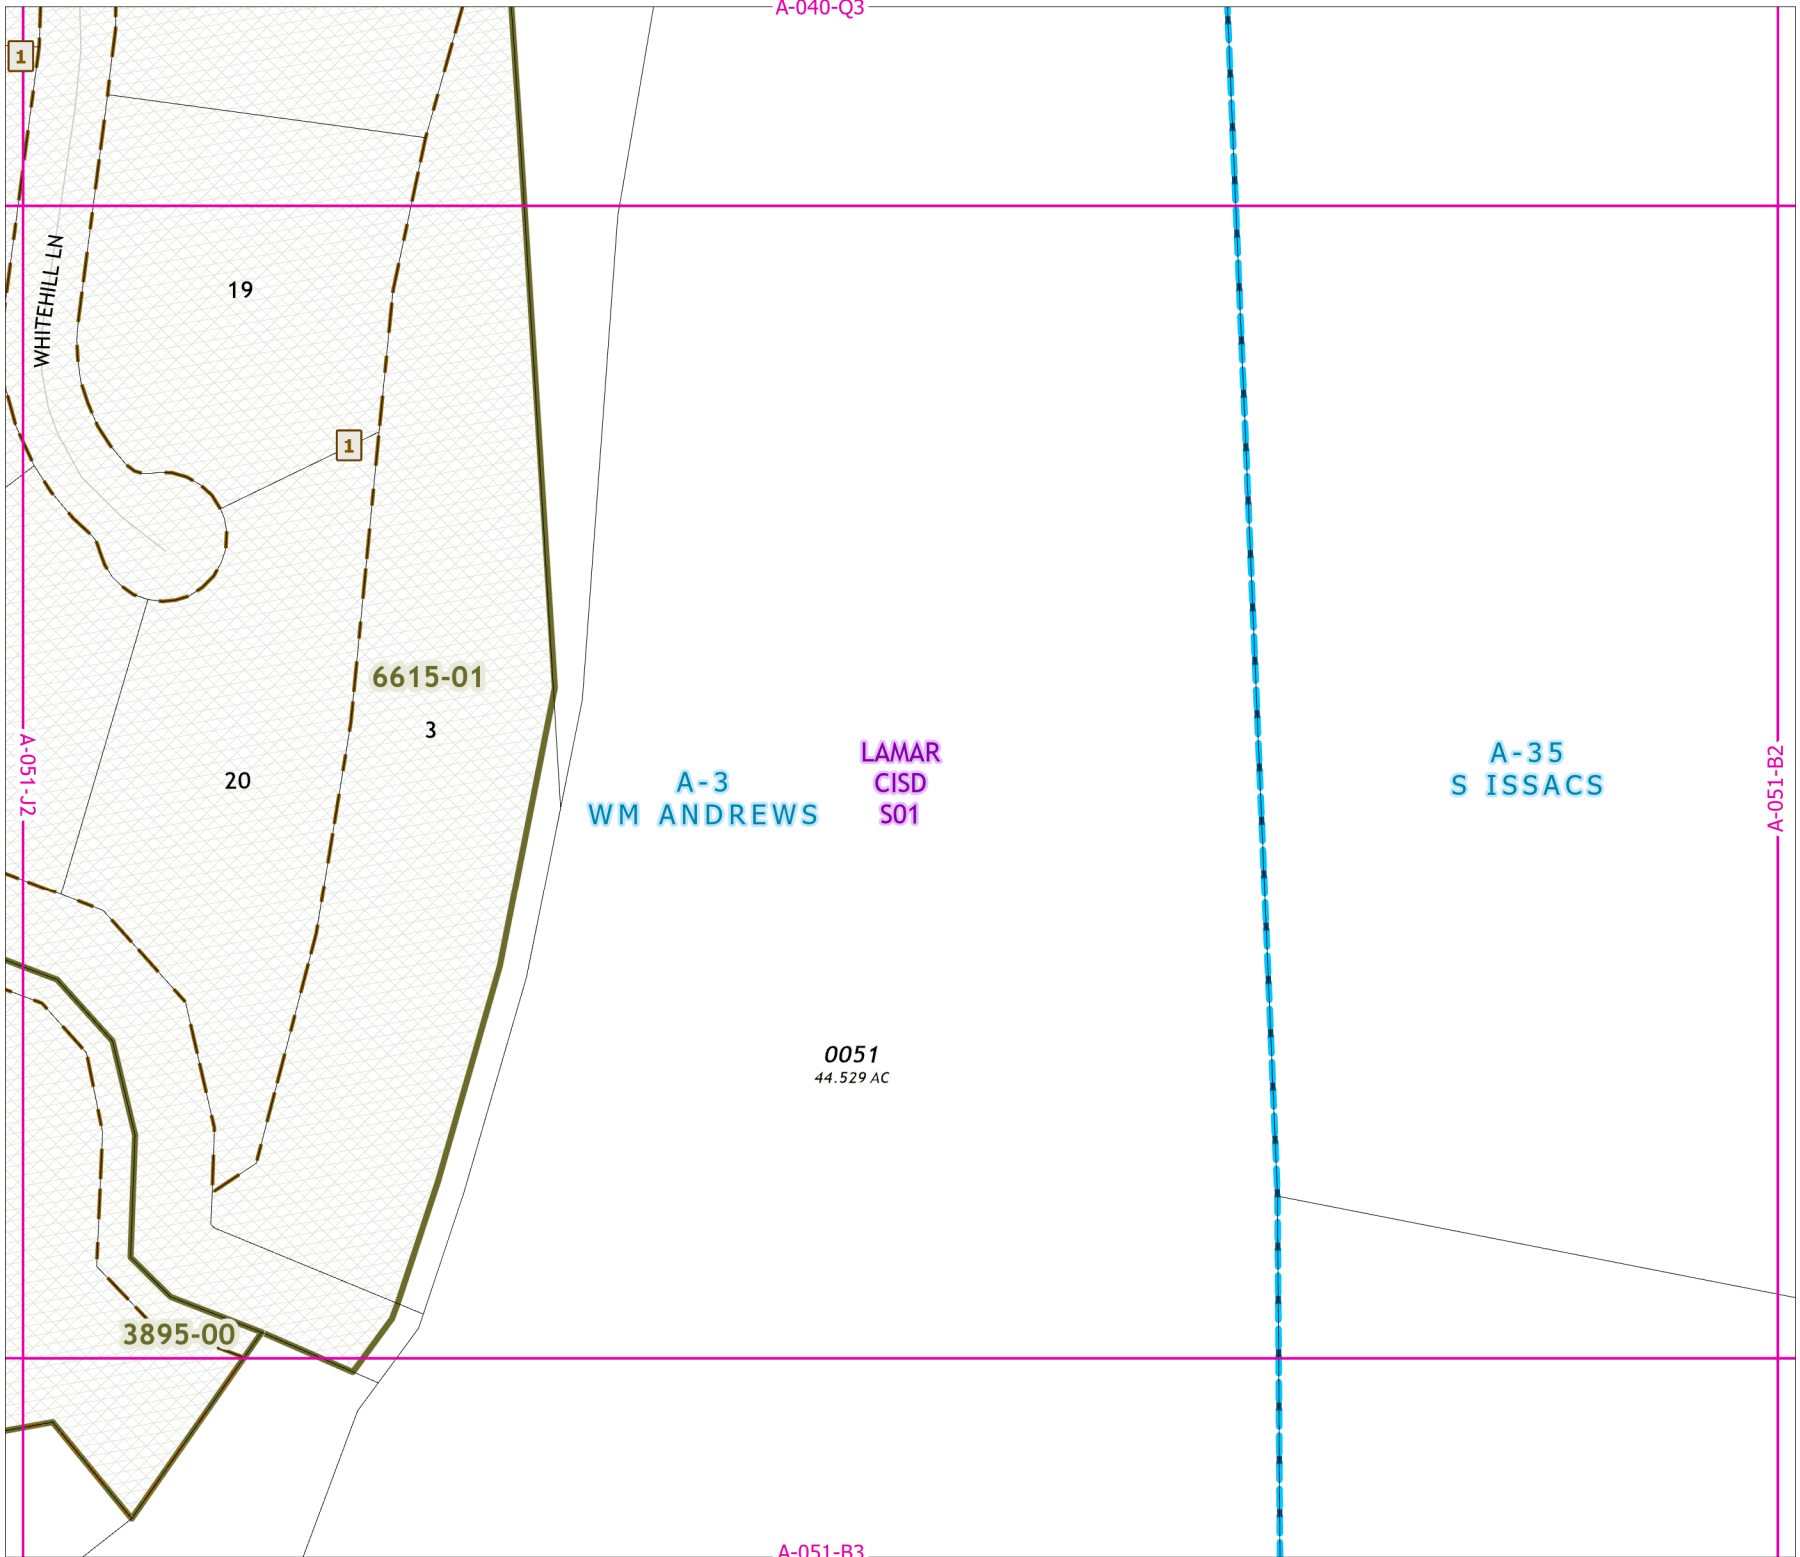 A-040-Q3
1
WHITEHILL LN
19
1
6615-01
3
20
A-051-J2
A-3
WM ANDREWS
LAMAR
CISD
S01
A-35
S ISSACS
A-051-B2
0051
44.529 AC
3895-00
A-051-B3